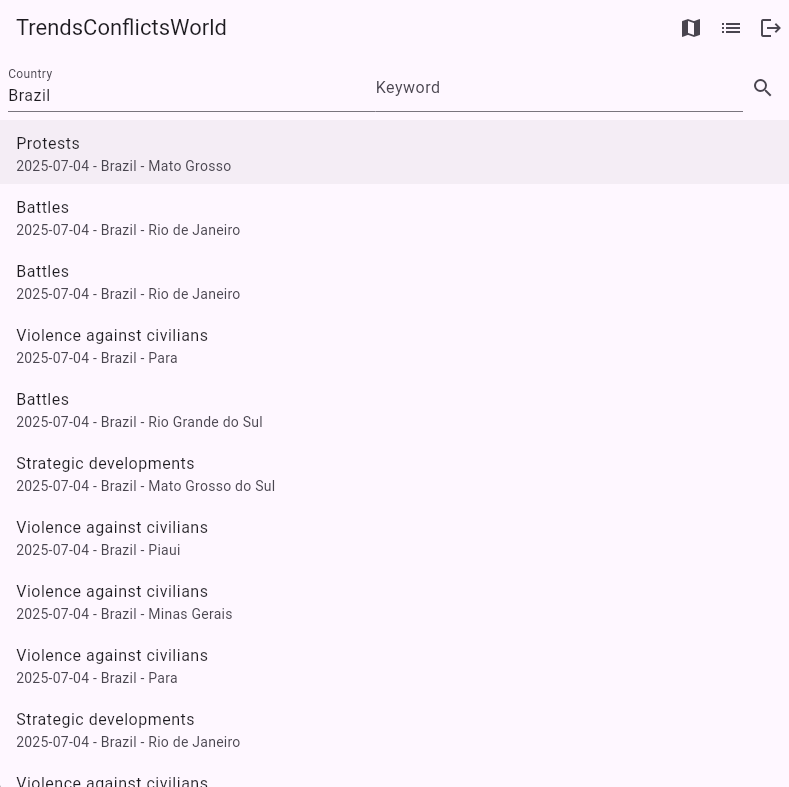 TrendsConflictsWorld
Country
Brazil
Keyword
Protests
2025-07-04 - Brazil - Mato Grosso
Battles
2025-07-04 - Brazil - Rio de Janeiro
Battles
2025-07-04 - Brazil - Rio de Janeiro
Violence against civilians
2025-07-04 - Brazil - Para
Battles
2025-07-04 - Brazil - Rio Grande do Sul
Strategic developments
2025-07-04 - Brazil - Mato Grosso do Sul
Violence against civilians
2025-07-04 - Brazil - Piaui
Violence against civilians
2025-07-04 - Brazil - Minas Gerais
Violence against civilians
2025-07-04 - Brazil - Para
Strategic developments
2025-07-04 - Brazil - Rio de Janeiro
Violence against civilians